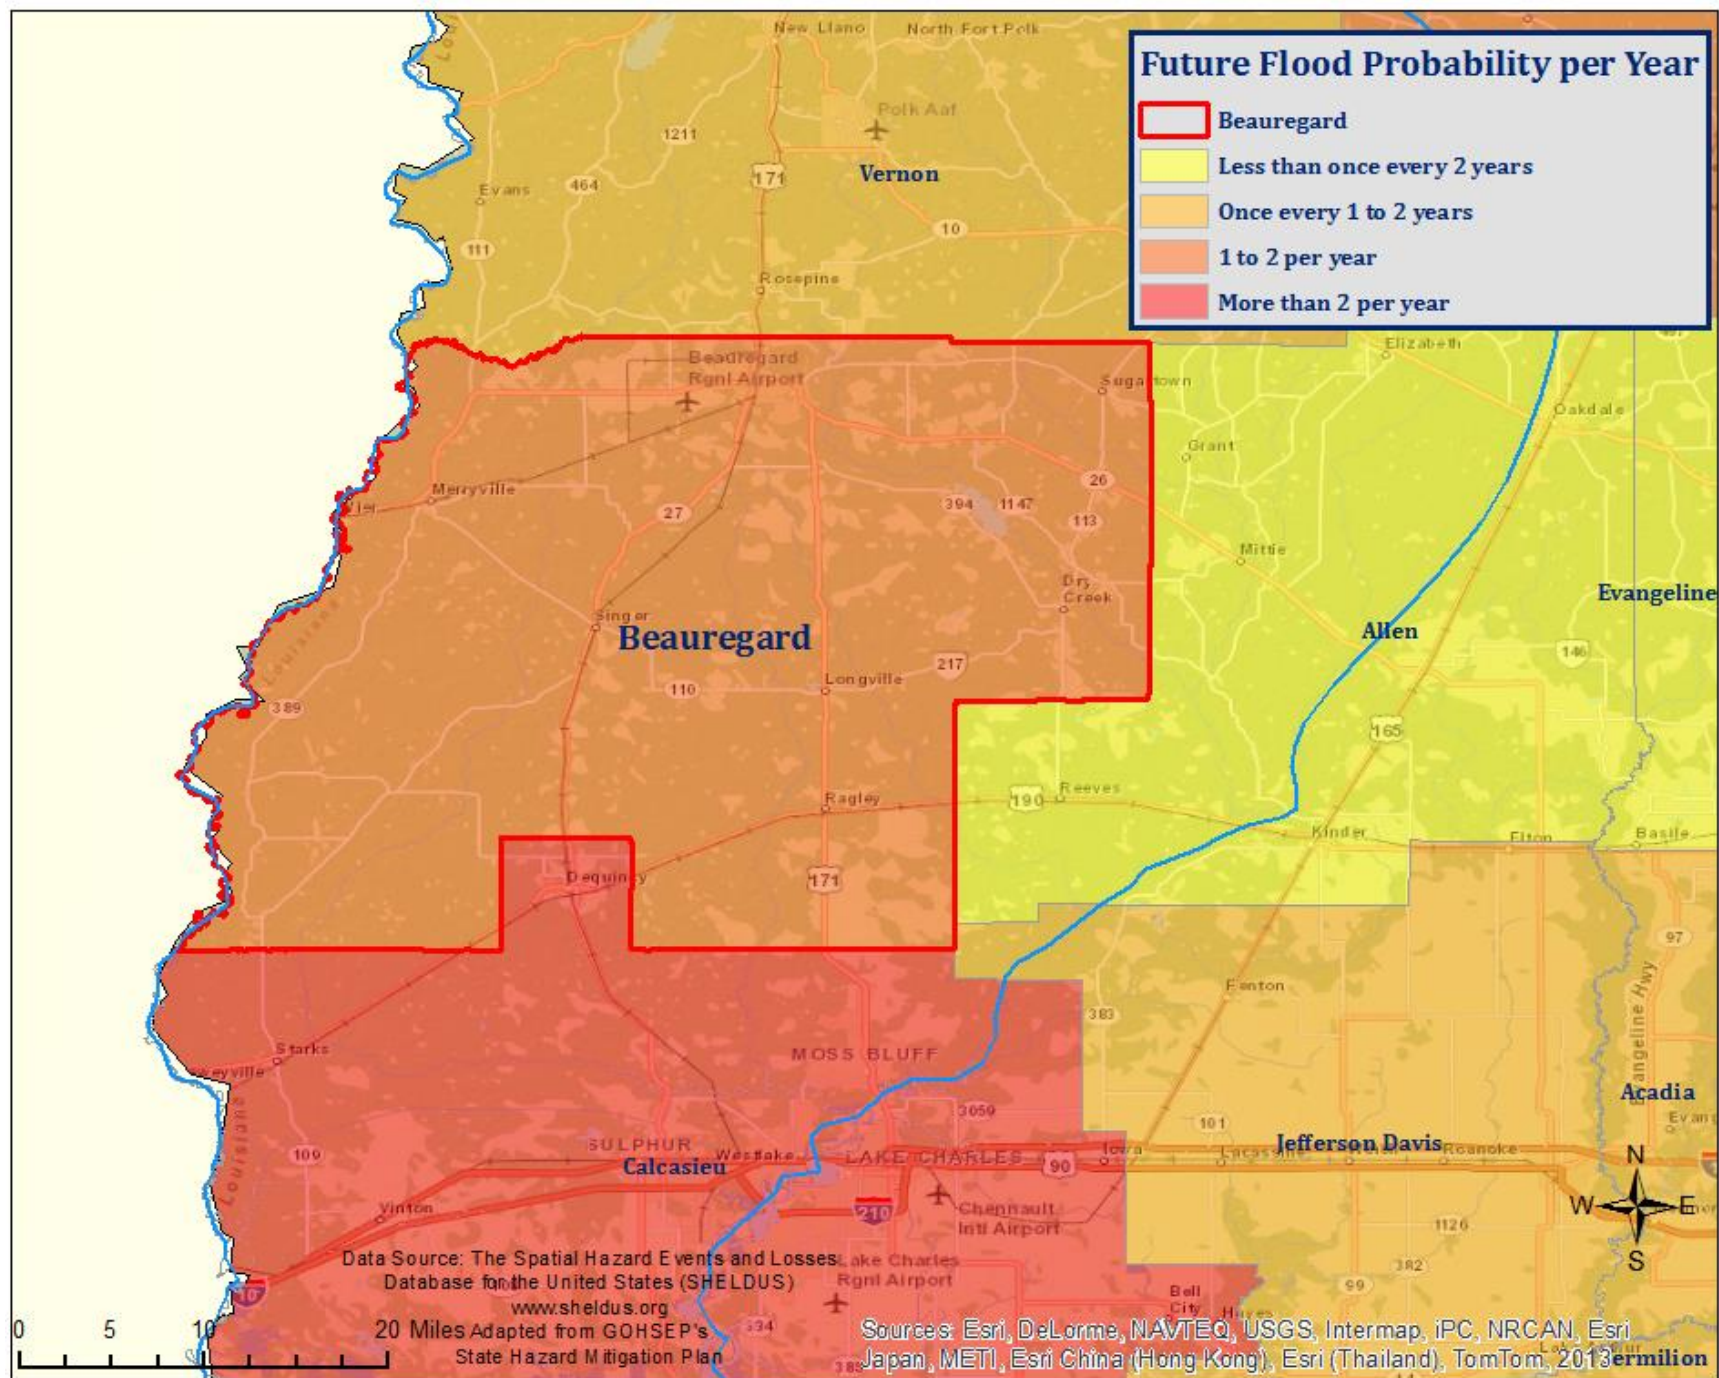 New Llano
North Fort Polk
Future Flood Probability per Year
Beauregard
Less than once every 2 years
Once every 1 to 2 years
1 to 2 per year
More than 2 per year
Polk Aaf
1211
171
Vernon
464
Evans
10
111
Rosepine
Elizabeth
Beauregard
Rgnl Airport
Sugartown
Oakdale
Grant
Merryville
26
394
1147
27
113
Mittie
Dry
Creek
Evangeline
Singer
Beauregard
Allen
Louisiana
217
146
110
Longville
389
165
Reeves
190
Ragley
Kinder
Elton
Basile
Dequincy
171
97
Fenton
383
Evangeline Hwy
Starks
MOSS BLUFF
Acadia
3059
101
SULPHUR
Jefferson Davis
Roanoke
109
Calcasieu
Westlake
LAKE CHARLES
90
Iowa
Lacassine
N
Louisiana
W
E
Vinton
210
Chennault
Intl Airport
1126
S
Data Source: The Spatial Hazard Events and Losses
Database for the United States (SHELDUS)
www.sheldus.org
Adapted from GOHSEP's
State Hazard Mitigation Plan
Lake Charles
Rgnl Airport
382
99
10
Bell
City
Hayes
0
5
10
20 Miles
Sources: Esri, DeLorme, NAVTEQ, USGS, Intermap, iPC, NRCAN, Esri
Japan, METI, Esri China (Hong Kong), Esri (Thailand), TomTom, 2013
ermilion